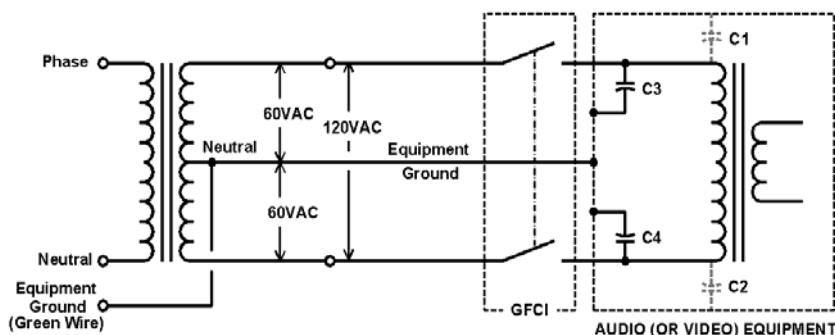 Phase
C1
C3
60VAC
120VAC
Neutral
Equipment
Ground
60VAC
C4
Neutral
C2
Equipment
Ground
(Green Wire)
GFCI
AUDIO (OR VIDEO) EQUIPMENT